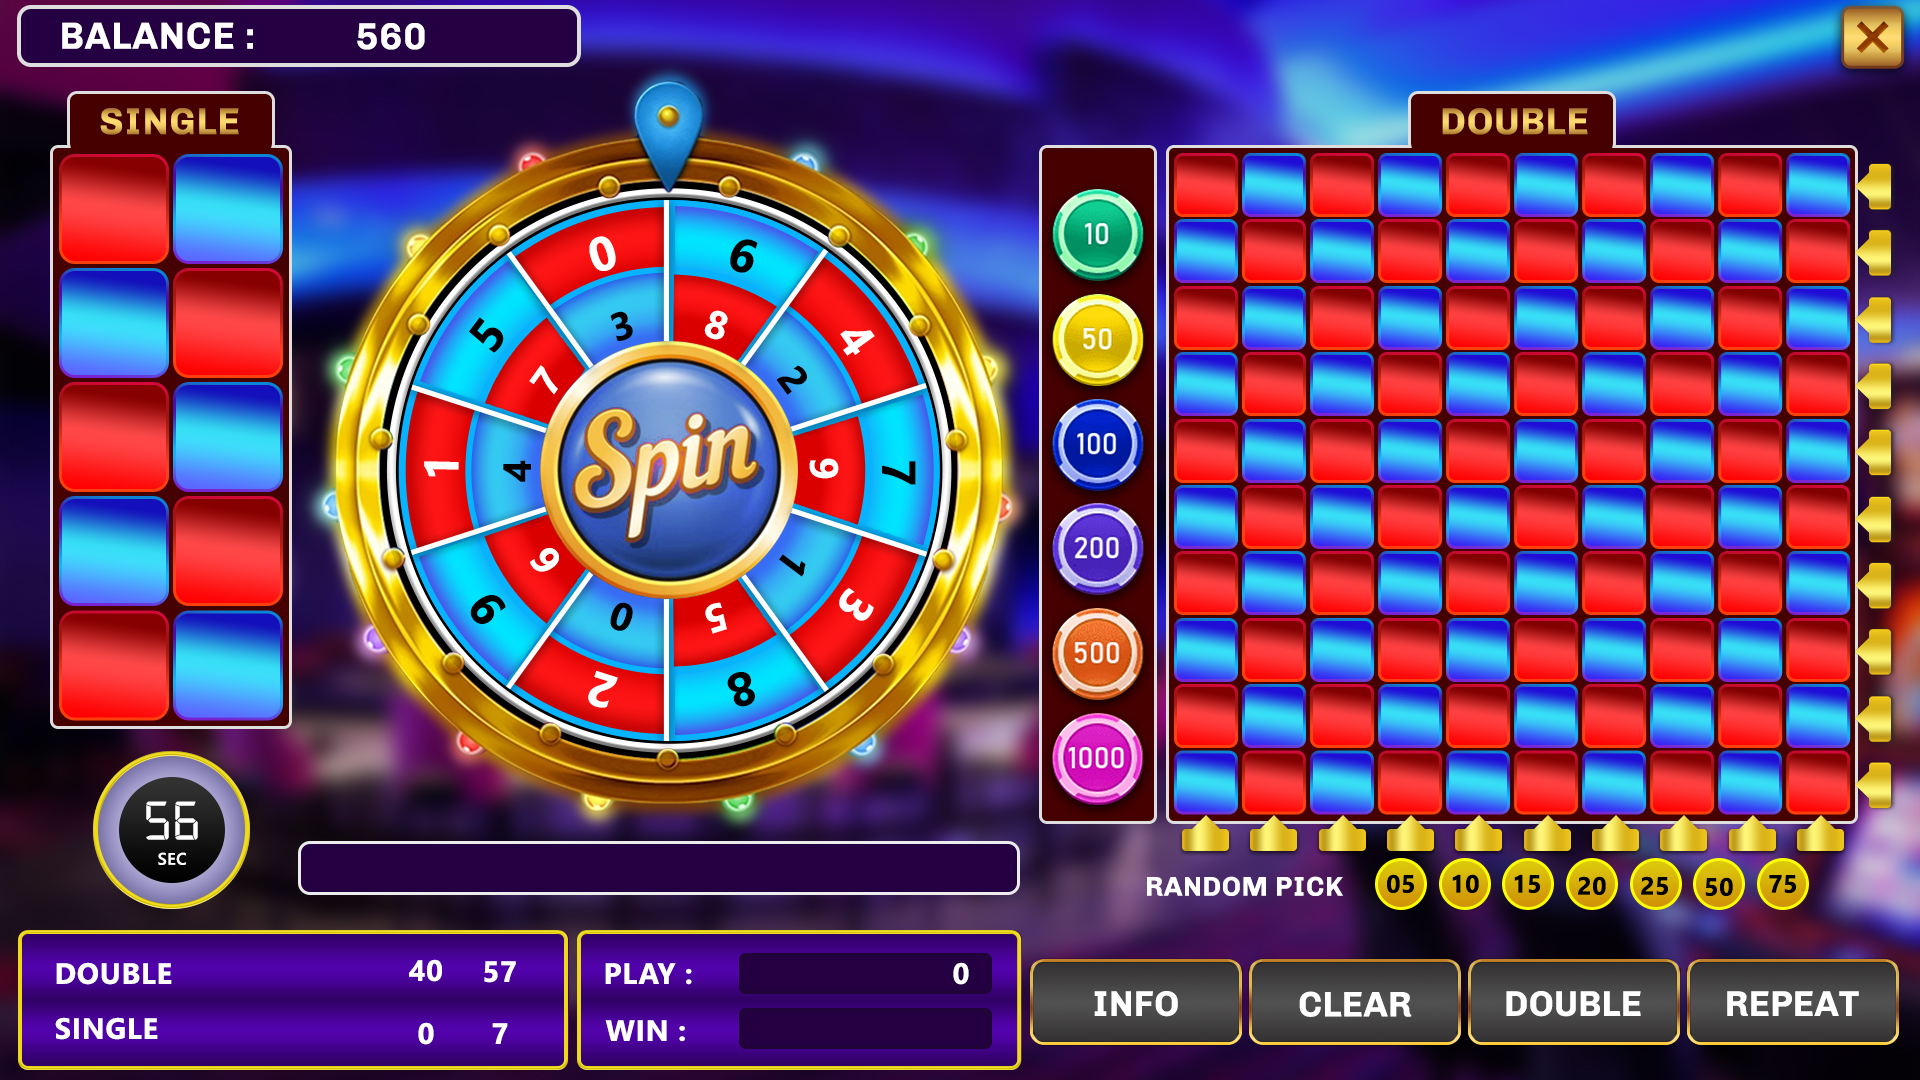 BALANCE : 560
SINGLE
DOUBLE
0
6
5
4
3
8
7
2
1
4
6
7
Spin
6
1
9
0
5
3
2
8
10
50
100
200
500
1000
56
SEC
RANDOM PICK 05 10 15 20 25 50 75
DOUBLE 40 57
SINGLE 0 7
PLAY : 0
WIN :
INFO
CLEAR
DOUBLE
REPEAT